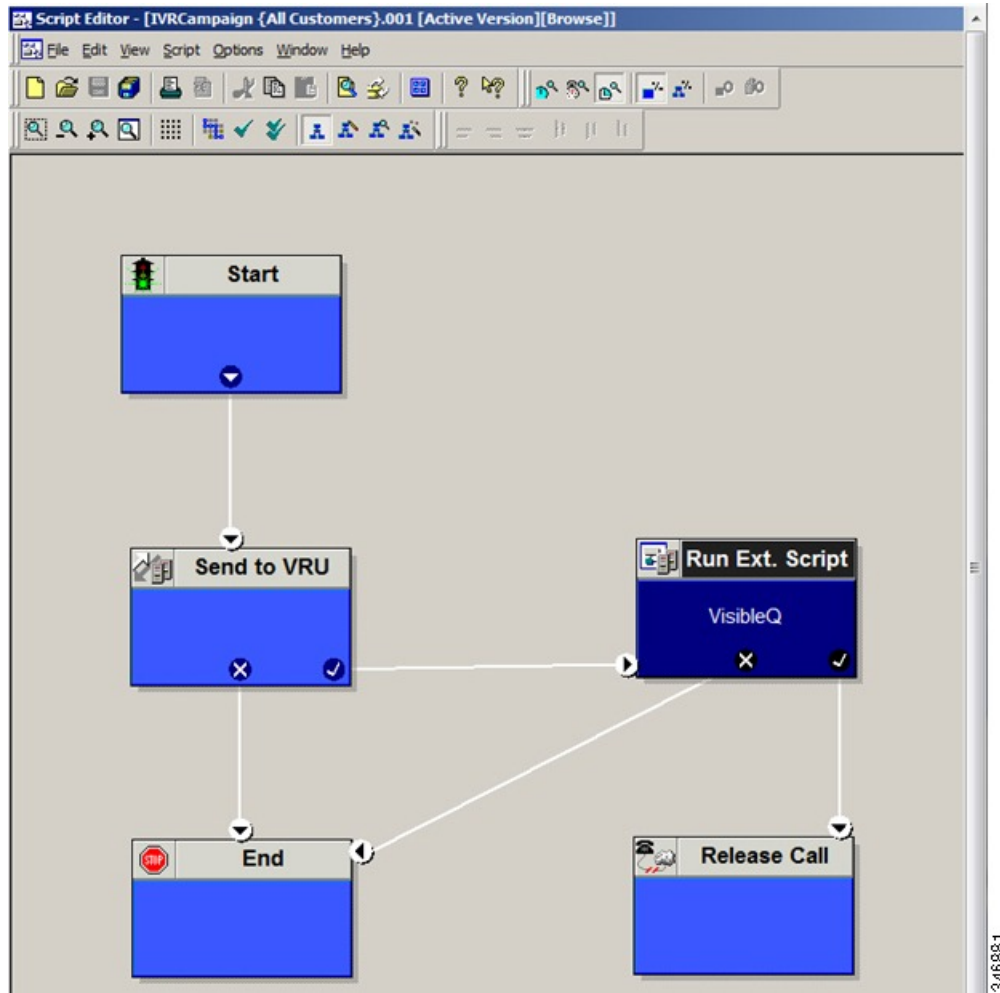 Script Editor - [IVRCampaign {All Customers}.001 [Active Version][Browse]]
File Edit View Script Options Window Help
Start
Send to VRU
Run Ext. Script
VisibleQ
STOP
End
Release Call
346881